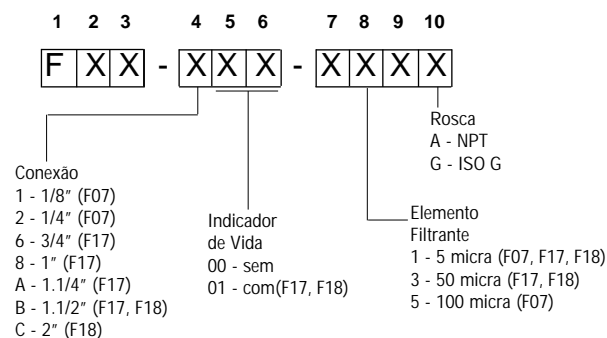 1 2 3 4 5 6 7 8 9 10
F X X - X X X - X X X X
Rosca
A - NPT
G - ISO G
Conexão
1 - 1/8" (F07)
2 - 1/4" (F07)
6 - 3/4" (F17)
8 - 1" (F17)
A - 1.1/4" (F17)
B - 1.1/2" (F17, F18)
C - 2" (F18)
Indicador
de Vida
00 - sem
01 - com(F17, F18)
Elemento
Filtrante
1 - 5 micra (F07, F17, F18)
3 - 50 micra (F17, F18)
5 - 100 micra (F07)